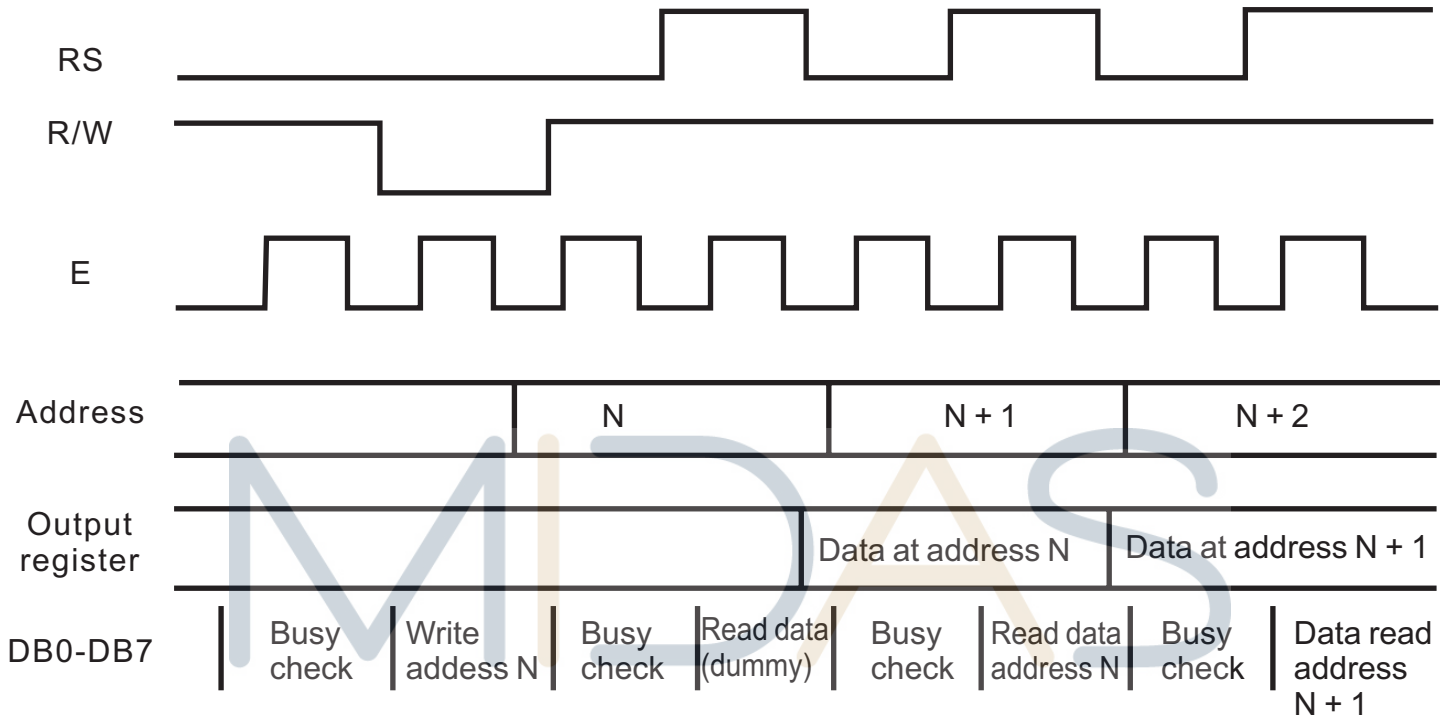 RS
R/W
E
Address
N
N + 1
N + 2
MIDAS
Output
register
Data at address N
Data at address N + 1
DB0-DB7
Busy
check
Write
addess N
Busy
check
Read data
(dummy)
Busy
check
Read data
address N
Busy
check
Data read
address
N + 1